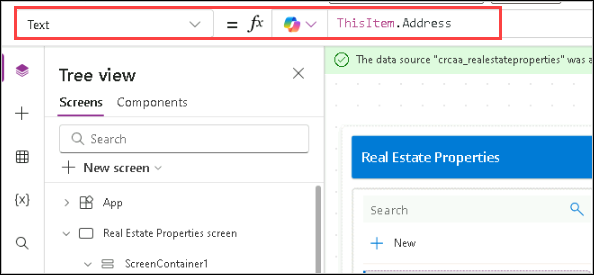 Text = fx ThisItem.Address
Tree view
The data source "crcaa_realestateproperties" was a
Screens Components
Search
+ New screen
Real Estate Properties
App
Search
{x}
Real Estate Properties screen
+ New
ScreenContainer1